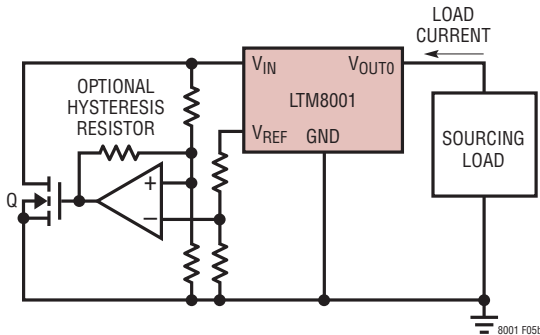 LOAD
CURRENT
OPTIONAL
HYSTERESIS
RESISTOR
VIN
VOUT0
LTM8001
VREF
GND
SOURCING
LOAD
Q
+
−
8001 F05b